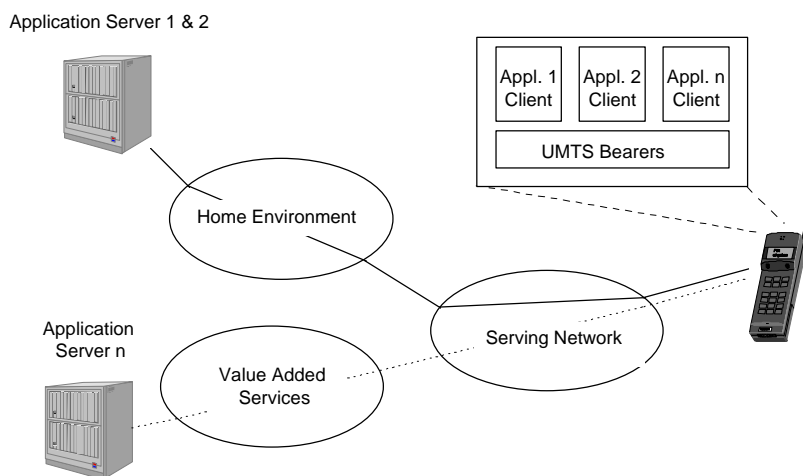 Application Server 1 & 2
Appl. 1
Client
Appl. 2
Client
Appl. n
Client
UMTS Bearers
Home Environment
Application
Server n
Serving Network
Value Added
Services